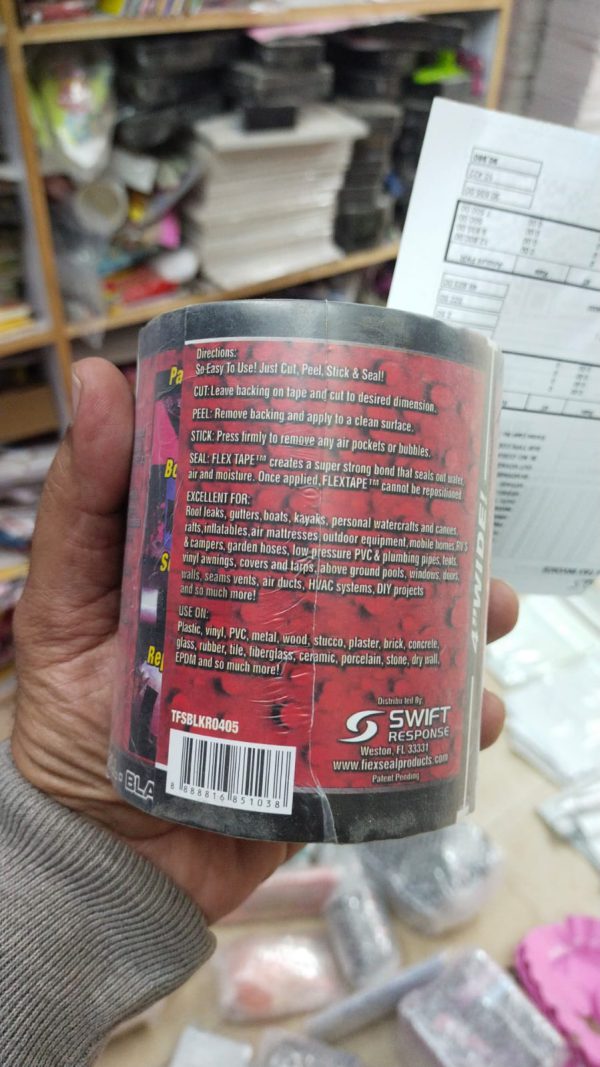 Directions:
So Easy To Use! Just Cut, Peel, Stick & Seal!
CUT: Leave backing on tape and cut to desired dimension.
PEEL: Remove backing and apply to a clean surface.
STICK: Press firmly to remove any air pockets or bubbles.
SEAL: FLEX TAPE™ creates a super strong bond that seals out water,
air and moisture. Once applied, FLEXTAPE™ cannot be repositioned.
EXCELLENT FOR:
Roof leaks, gutters, boats, kayaks, personal watercrafts and canoes,
rafts, inflatables, air mattresses, outdoor equipment, mobile homes, RV'S
& campers, garden hoses, low pressure PVC & plumbing pipes, tents,
vinyl awnings, covers and tarps, above ground pools, windows, doors,
walls, seams vents, air ducts, HVAC systems, DIY projects
and so much more!
USE ON:
Plastic, vinyl, PVC, metal, wood, stucco, plaster, brick, concrete,
glass, rubber, tile, fiberglass, ceramic, porcelain, stone, dry wall,
EPDM and so much more!
TFSBLKR0405
8 888816 851038
Distributed By:
SWIFT
RESPONSE
Weston, FL 33331
www.fiexsealproducts.com
Patent Pending
4" WIDE!
Pa
Bo
Rep
- BLA